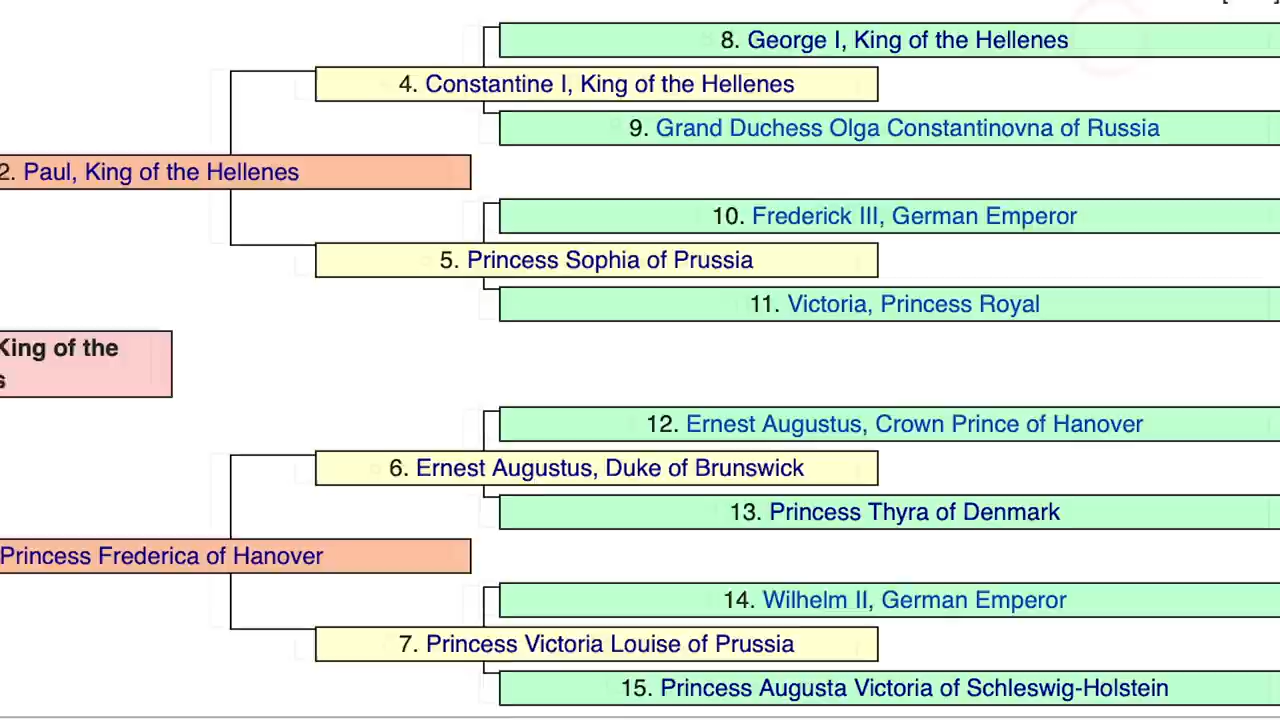 8. George I, King of the Hellenes
4. Constantine I, King of the Hellenes
9. Grand Duchess Olga Constantinovna of Russia
2. Paul, King of the Hellenes
10. Frederick III, German Emperor
5. Princess Sophia of Prussia
11. Victoria, Princess Royal
King of the
s
12. Ernest Augustus, Crown Prince of Hanover
6. Ernest Augustus, Duke of Brunswick
13. Princess Thyra of Denmark
Princess Frederica of Hanover
14. Wilhelm II, German Emperor
7. Princess Victoria Louise of Prussia
15. Princess Augusta Victoria of Schleswig-Holstein